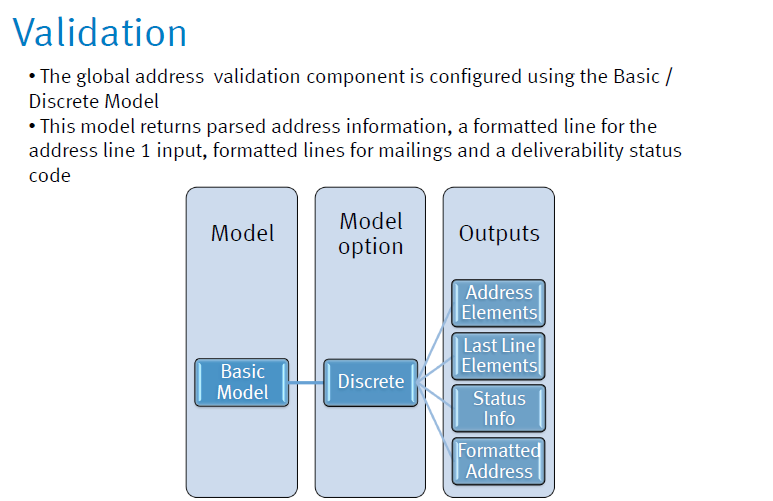 Validation
• The global address  validation component is configured using the Basic /
Discrete Model
• This model returns parsed address information, a formatted line for the
address line 1 input, formatted lines for mailings and a deliverability status
code
Model
Model
option
Outputs
Basic
Model
Discrete
Address
Elements
Last Line
Elements
Status
Info
Formatted
Address